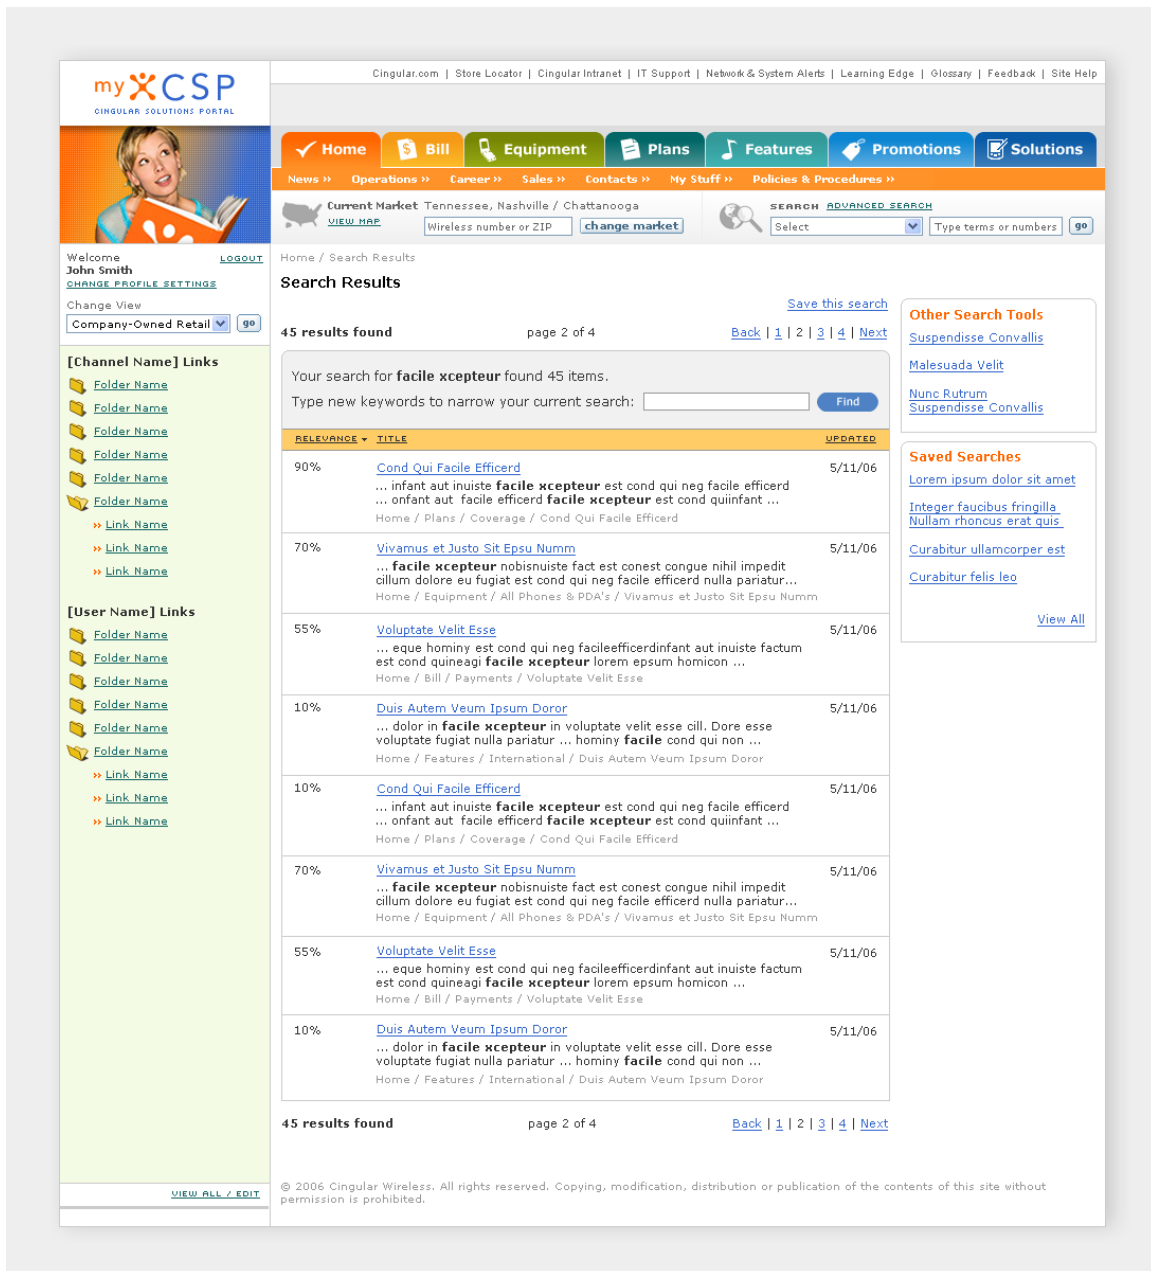 my CSP
CINGULAR SOLUTIONS PORTAL
Cingular.com | Store Locator | Cingular Intranet | IT Support | Network & System Alerts | Learning Edge | Glossary | Feedback | Site Help
Home
Bill
Equipment
Plans
Features
Promotions
Solutions
News »
Operations »
Career »
Sales »
Contacts »
My Stuff »
Policies & Procedures »
Current Market Tennessee, Nashville / Chattanooga
VIEW MAP
Wireless number or ZIP
change market
SEARCH ADVANCED SEARCH
Select
Type terms or numbers
go
Welcome
LOGOUT
John Smith
CHANGE PROFILE SETTINGS
Change View
Company-Owned Retail
go
[Channel Name] Links
Folder Name
Folder Name
Folder Name
Folder Name
Folder Name
Folder Name
» Link Name
» Link Name
» Link Name
[User Name] Links
Folder Name
Folder Name
Folder Name
Folder Name
Folder Name
Folder Name
» Link Name
» Link Name
» Link Name
VIEW ALL / EDIT
Home / Search Results
Search Results
Save this search
45 results found
page 2 of 4
Back | 1 | 2 | 3 | 4 | Next
Your search for facile xcepteur found 45 items.
Type new keywords to narrow your current search:
Find
RELEVANCE
TITLE
UPDATED
90%
Cond Qui Facile Efficerd
5/11/06
... infant aut inuiste facile xcepteur est cond qui neg facile efficerd
... onfant aut facile efficerd facile xcepteur est cond quiinfant ...
Home / Plans / Coverage / Cond Qui Facile Efficerd
70%
Vivamus et Justo Sit Epsu Numm
5/11/06
... facile xcepteur nobisnuiste fact est conest congue nihil impedit
cillum dolore eu fugiat est cond qui neg facile efficerd nulla pariatur...
Home / Equipment / All Phones & PDA's / Vivamus et Justo Sit Epsu Numm
55%
Voluptate Velit Esse
5/11/06
... eque hominy est cond qui neg facileefficerdinfant aut inuiste factum
est cond quineagi facile xcepteur lorem epsum homicon ...
Home / Bill / Payments / Voluptate Velit Esse
10%
Duis Autem Veum Ipsum Doror
5/11/06
... dolor in facile xcepteur in voluptate velit esse cill. Dore esse
voluptate fugiat nulla pariatur ... hominy facile cond qui non ...
Home / Features / International / Duis Autem Veum Ipsum Doror
10%
Cond Qui Facile Efficerd
5/11/06
... infant aut inuiste facile xcepteur est cond qui neg facile efficerd
... onfant aut facile efficerd facile xcepteur est cond quiinfant ...
Home / Plans / Coverage / Cond Qui Facile Efficerd
70%
Vivamus et Justo Sit Epsu Numm
5/11/06
... facile xcepteur nobisnuiste fact est conest congue nihil impedit
cillum dolore eu fugiat est cond qui neg facile efficerd nulla pariatur...
Home / Equipment / All Phones & PDA's / Vivamus et Justo Sit Epsu Numm
55%
Voluptate Velit Esse
5/11/06
... eque hominy est cond qui neg facileefficerdinfant aut inuiste factum
est cond quineagi facile xcepteur lorem epsum homicon ...
Home / Bill / Payments / Voluptate Velit Esse
10%
Duis Autem Veum Ipsum Doror
5/11/06
... dolor in facile xcepteur in voluptate velit esse cill. Dore esse
voluptate fugiat nulla pariatur ... hominy facile cond qui non ...
Home / Features / International / Duis Autem Veum Ipsum Doror
45 results found
page 2 of 4
Back | 1 | 2 | 3 | 4 | Next
Other Search Tools
Suspendisse Convallis
Malesuada Velit
Nunc Rutrum
Suspendisse Convallis
Saved Searches
Lorem ipsum dolor sit amet
Integer faucibus fringilla
Nullam rhoncus erat quis
Curabitur ullamcorper est
Curabitur felis leo
View All
© 2006 Cingular Wireless. All rights reserved. Copying, modification, distribution or publication of the contents of this site without
permission is prohibited.